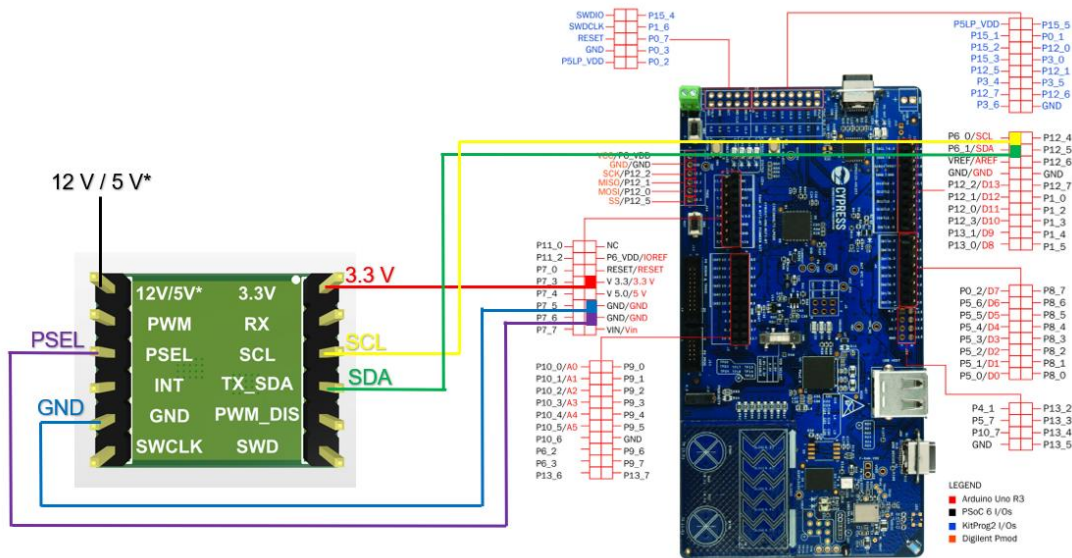 SWDIO P15_4
SWDCLK P1_6
RESET P0_7
GND P0_3
P5LP_VDD P0_2
P5LP_VDD P15_5
P15_1 P0_1
P15_2 P12_0
P15_3 P3_0
P12_5 P12_1
P3_4 P3_5
P12_7 P12_6
P3_6 GND
P6_0/SCL P12_4
P6_1/SDA P12_5
VREF/AREF P12_6
GND/GND GND
P12_2/D13 P12_7
P12_1/D12 P1_0
P12_0/D11 P1_2
P12_3/D10 P1_3
P13_1/D9 P1_4
P13_0/D8 P1_5
VCC/P6_VDD
GND/GND
SCK/P12_2
MISO/P12_1
MOSI/P12_0
SS/P12_5
CYPRESS
12 V / 5 V*
P11_0 NC
P11_2 P6_VDD/IOREF
P7_0 RESET/RESET
P7_3 V 3.3/3.3 V
P7_4 V 5.0/5 V
P7_5 GND/GND
P7_6 GND/GND
P7_7 VIN/Vin
3.3 V
PSEL
GND
SCL
SDA
12V/5V* 3.3V
PWM RX
PSEL SCL
INT TX_SDA
GND PWM_DIS
SWCLK SWD
P0_2/D7 P8_7
P5_6/D6 P8_6
P5_5/D5 P8_5
P5_4/D4 P8_4
P5_3/D3 P8_3
P5_2/D2 P8_2
P5_1/D1 P8_1
P5_0/D0 P8_0
P10_0/A0 P9_0
P10_1/A1 P9_1
P10_2/A2 P9_2
P10_3/A3 P9_3
P10_4/A4 P9_4
P10_5/A5 P9_5
P10_6 GND
P6_2 P9_6
P6_3 P9_7
P13_6 P13_7
P4_1 P13_2
P5_7 P13_3
P10_7 P13_4
GND P13_5
LEGEND
Arduino Uno R3
PSoC 6 I/Os
KitProg2 I/Os
Digilent Pmod